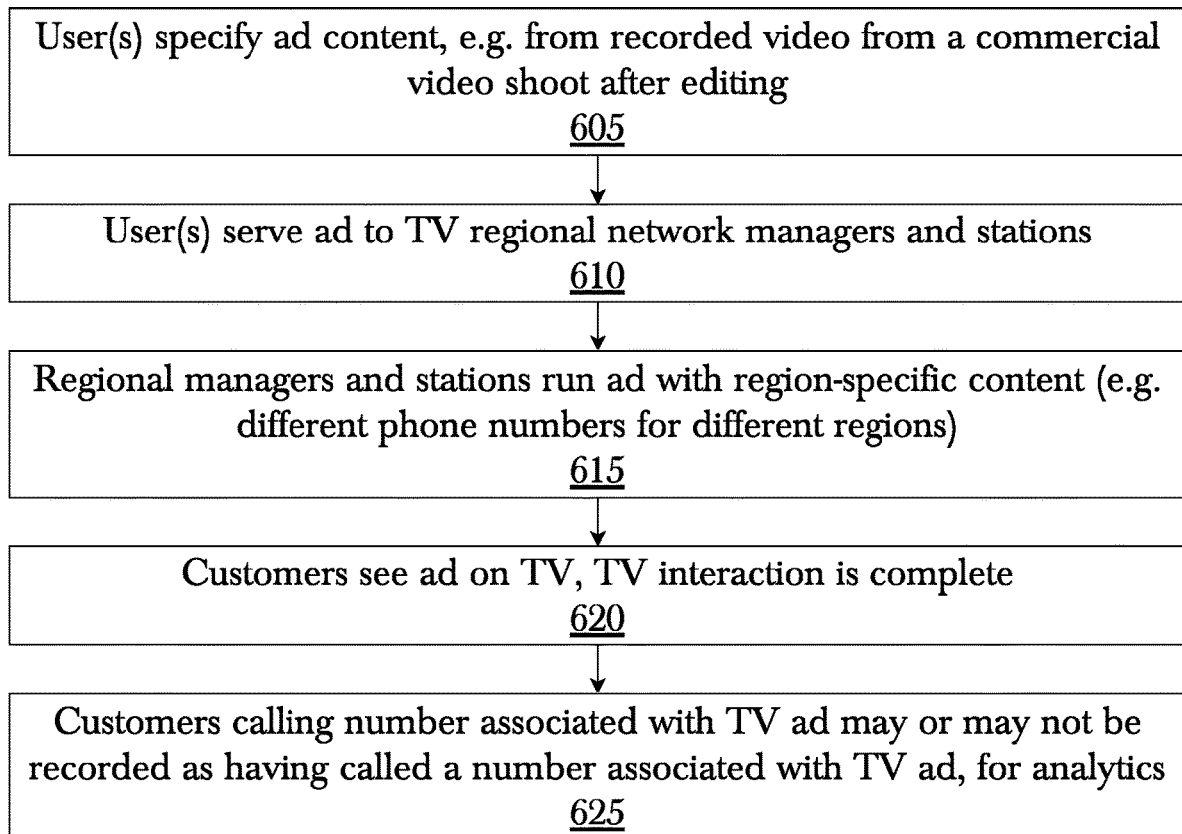 User(s) specify ad content, e.g. from recorded video from a commercial
video shoot after editing
605
User(s) serve ad to TV regional network managers and stations
610
Regional managers and stations run ad with region-specific content (e.g.
different phone numbers for different regions)
615
Customers see ad on TV, TV interaction is complete
620
Customers calling number associated with TV ad may or may not be
recorded as having called a number associated with TV ad, for analytics
625